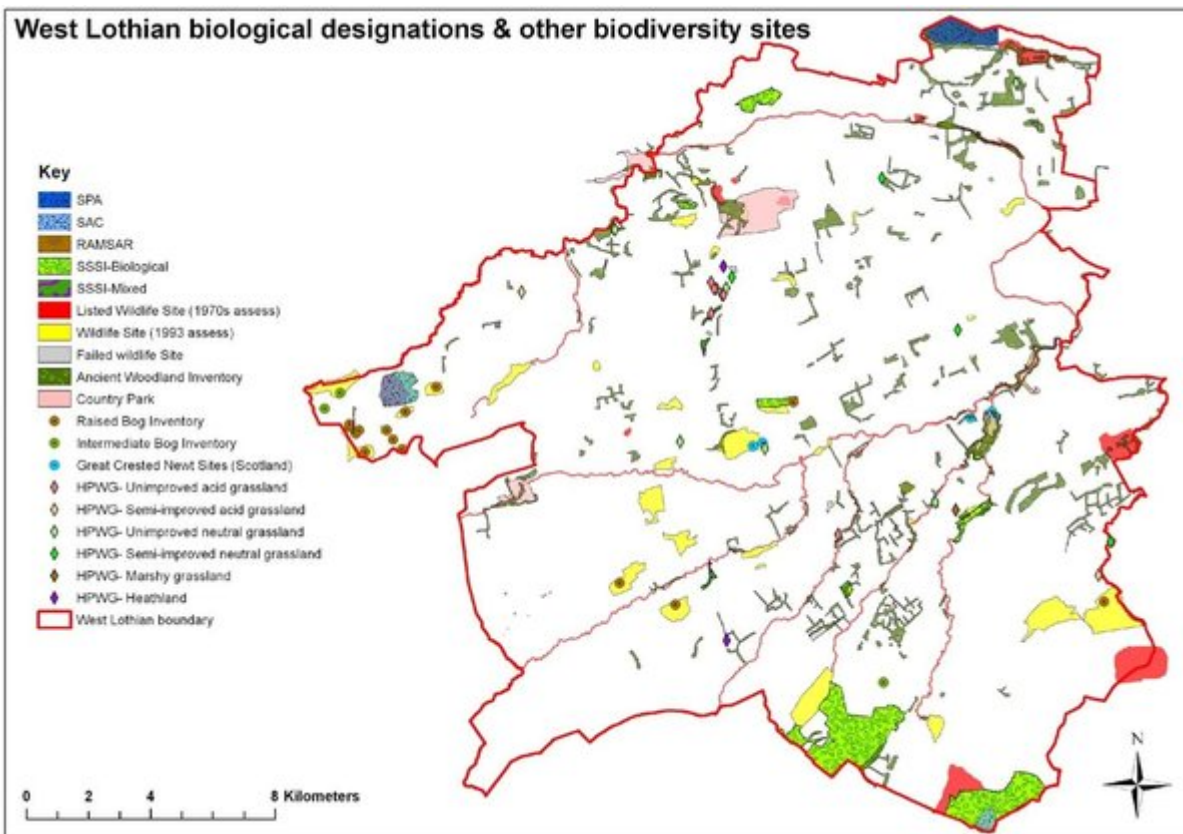 West Lothian biological designations & other biodiversity sites
Key
SPA
SAC
RAMSAR
SSSI-Biological
SSSI-Mixed
Listed Wildlife Site (1970s assess)
Wildlife Site (1993 assess)
Failed wildlife Site
Ancient Woodland Inventory
Country Park
Raised Bog Inventory
Intermediate Bog Inventory
Great Crested Newt Sites (Scotland)
HPWG- Unimproved acid grassland
HPWG- Semi-improved acid grassland
HPWG- Unimproved neutral grassland
HPWG- Semi-improved neutral grassland
HPWG- Marshy grassland
HPWG- Heathland
West Lothian boundary
N
0 2 4 8 Kilometers